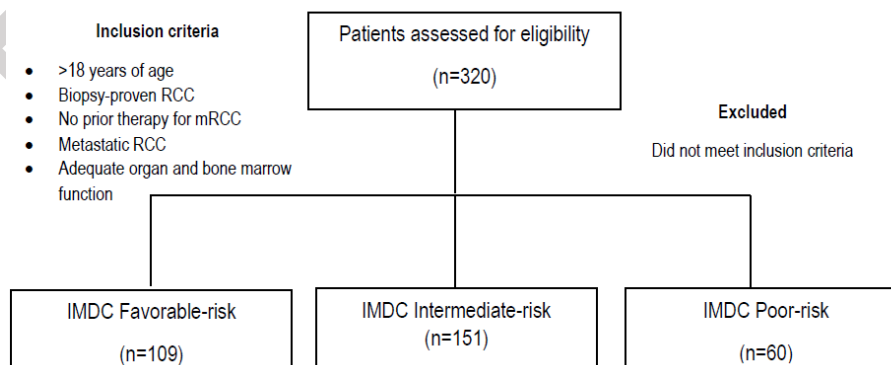 Inclusion criteria
• >18 years of age
• Biopsy-proven RCC
• No prior therapy for mRCC
• Metastatic RCC
• Adequate organ and bone marrow
function
Patients assessed for eligibility
(n=320)
Excluded
Did not meet inclusion criteria
IMDC Favorable-risk
(n=109)
IMDC Intermediate-risk
(n=151)
IMDC Poor-risk
(n=60)